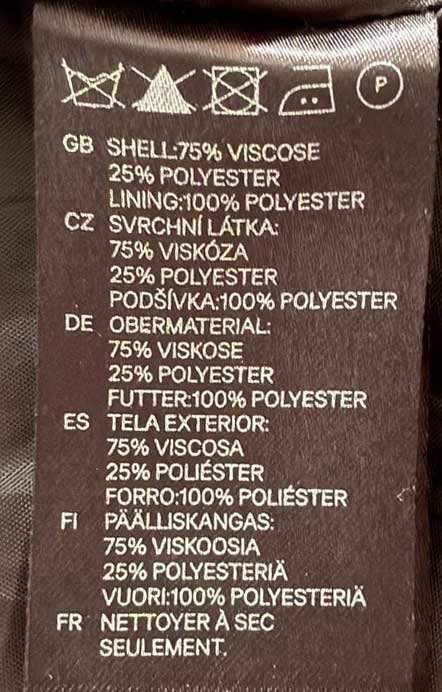 P
GB SHELL:75% VISCOSE
25% POLYESTER
LINING:100% POLYESTER
CZ SVRCHNÍ LÁTKA:
75% VISKÓZA
25% POLYESTER
PODŠÍVKA:100% POLYESTER
DE OBERMATERIAL:
75% VISKOSE
25% POLYESTER
FUTTER:100% POLYESTER
ES TELA EXTERIOR:
75% VISCOSA
25% POLIÉSTER
FORRO:100% POLIÉSTER
FI PÄÄLLISKANGAS:
75% VISKOOSIA
25% POLYESTERIÄ
VUORI:100% POLYESTERIÄ
FR NETTOYER À SEC
SEULEMENT.